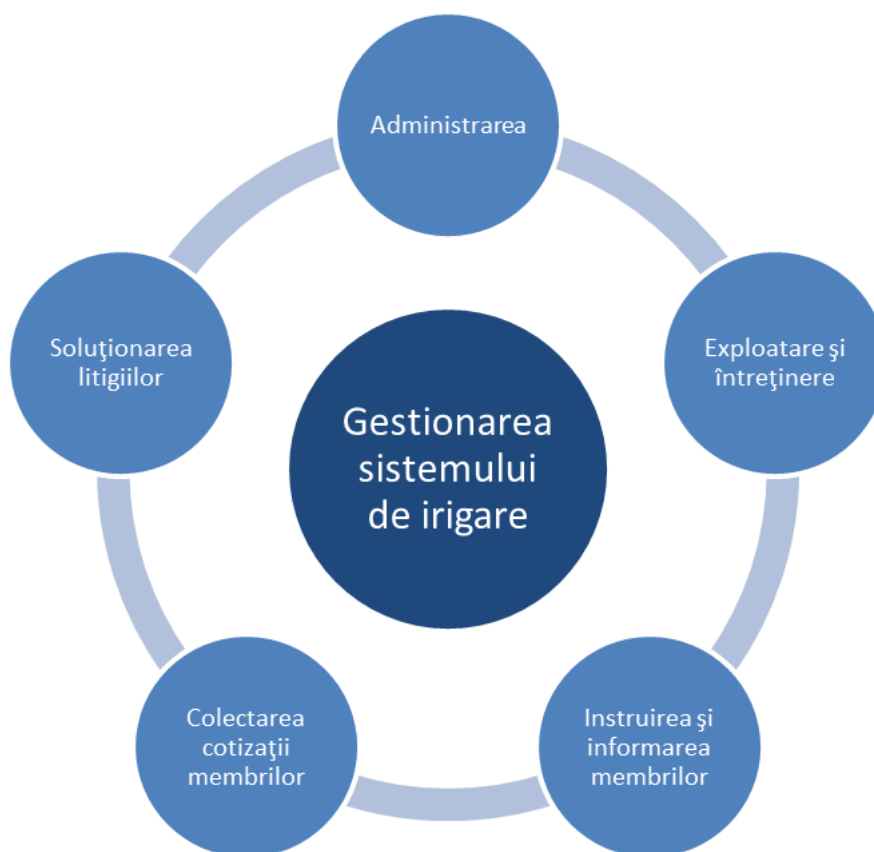 Administrarea
Soluţionarea
litigiilor
Exploatare şi
întreţinere
Gestionarea
sistemului
de irigare
Colectarea
cotizaţii
membrilor
Instruirea şi
informarea
membrilor